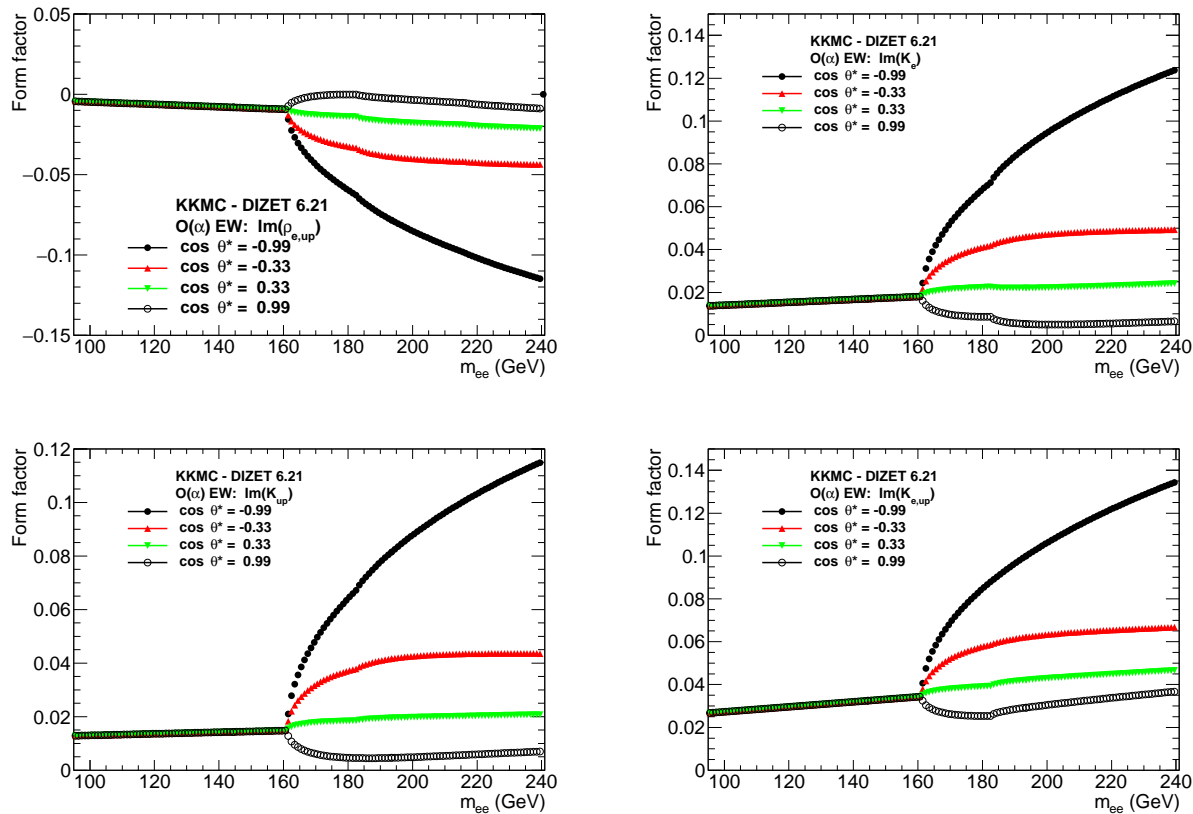 Form factor
0
−0.05
−0.1
−0.15
KKMC - DIZET 6.21
O(α) EW: Im(ρe,up)
cos θ* = -0.99
cos θ* = -0.33
cos θ* = 0.33
cos θ* = 0.99
100 120 140 160 180 200 220 240
mee (GeV)
Form factor
0.14
0.12
0.1
0.08
0.06
0.04
0.02
0
KKMC - DIZET 6.21
O(α) EW: Im(Ke)
cos θ* = -0.99
cos θ* = -0.33
cos θ* = 0.33
cos θ* = 0.99
100 120 140 160 180 200 220 240
mee (GeV)
Form factor
0.12
0.1
0.08
0.06
0.04
0.02
0
KKMC - DIZET 6.21
O(α) EW: Im(Kup)
cos θ* = -0.99
cos θ* = -0.33
cos θ* = 0.33
cos θ* = 0.99
100 120 140 160 180 200 220 240
mee (GeV)
Form factor
0.14
0.12
0.1
0.08
0.06
0.04
0.02
0
KKMC - DIZET 6.21
O(α) EW: Im(Ke,up)
cos θ* = -0.99
cos θ* = -0.33
cos θ* = 0.33
cos θ* = 0.99
100 120 140 160 180 200 220 240
mee (GeV)